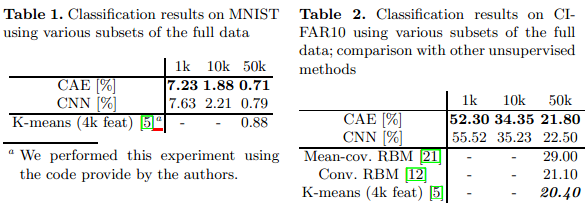 Table 1. Classification results on MNIST
using various subsets of the full data
1k 10k 50k
CAE [%] 7.23 1.88 0.71
CNN [%] 7.63 2.21 0.79
K-means (4k feat) [5]a - - 0.88
a We performed this experiment using
the code provide by the authors.
Table 2. Classification results on CI-
FAR10 using various subsets of the full
data; comparison with other unsupervised
methods
1k 10k 50k
CAE [%] 52.30 34.35 21.80
CNN [%] 55.52 35.23 22.50
Mean-cov. RBM [21] - - 29.00
Conv. RBM [12] - - 21.10
K-means (4k feat) [5] - - 20.40